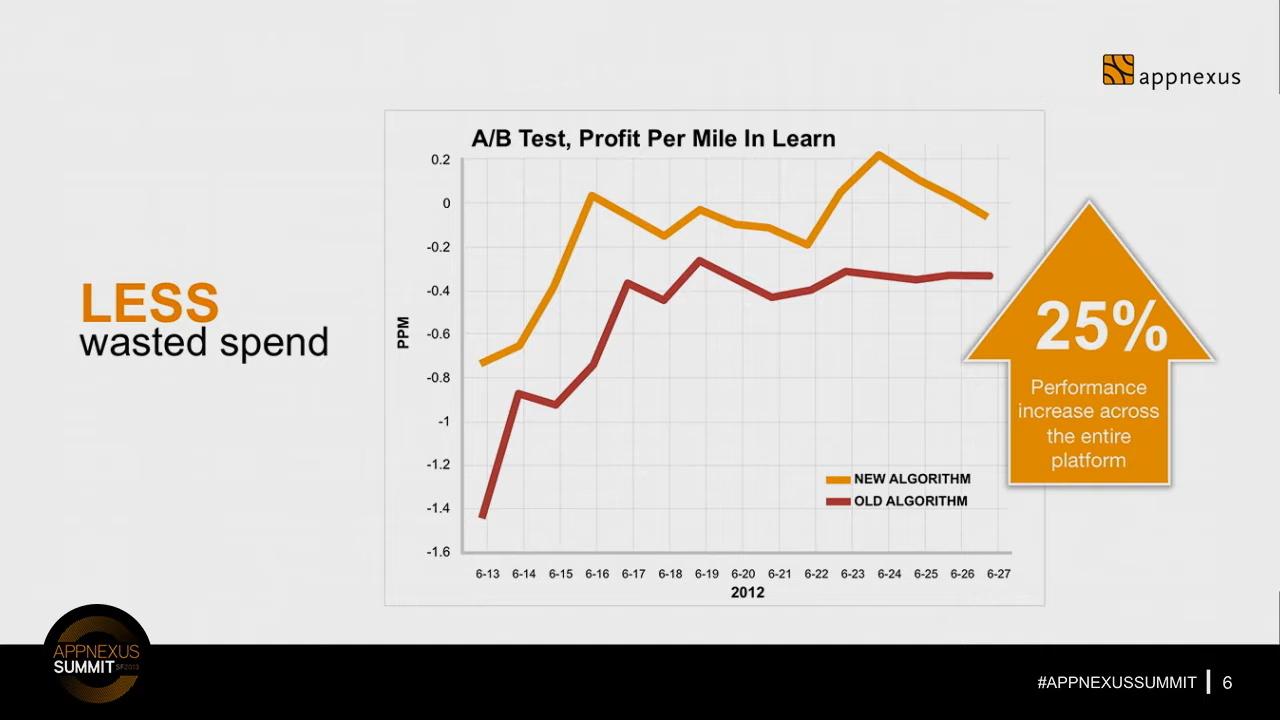 appnexus
LESS
wasted spend
A/B Test, Profit Per Mile In Learn
PPM
0.2
0
-0.2
-0.4
-0.6
-0.8
-1
-1.2
-1.4
-1.6
6-13 6-14 6-15 6-16 6-17 6-18 6-19 6-20 6-21 6-22 6-23 6-24 6-25 6-26 6-27
2012
NEW ALGORITHM
OLD ALGORITHM
25%
Performance
increase across
the entire
platform
APPNEXUS
SUMMIT SF2013
#APPNEXUSSUMMIT | 6